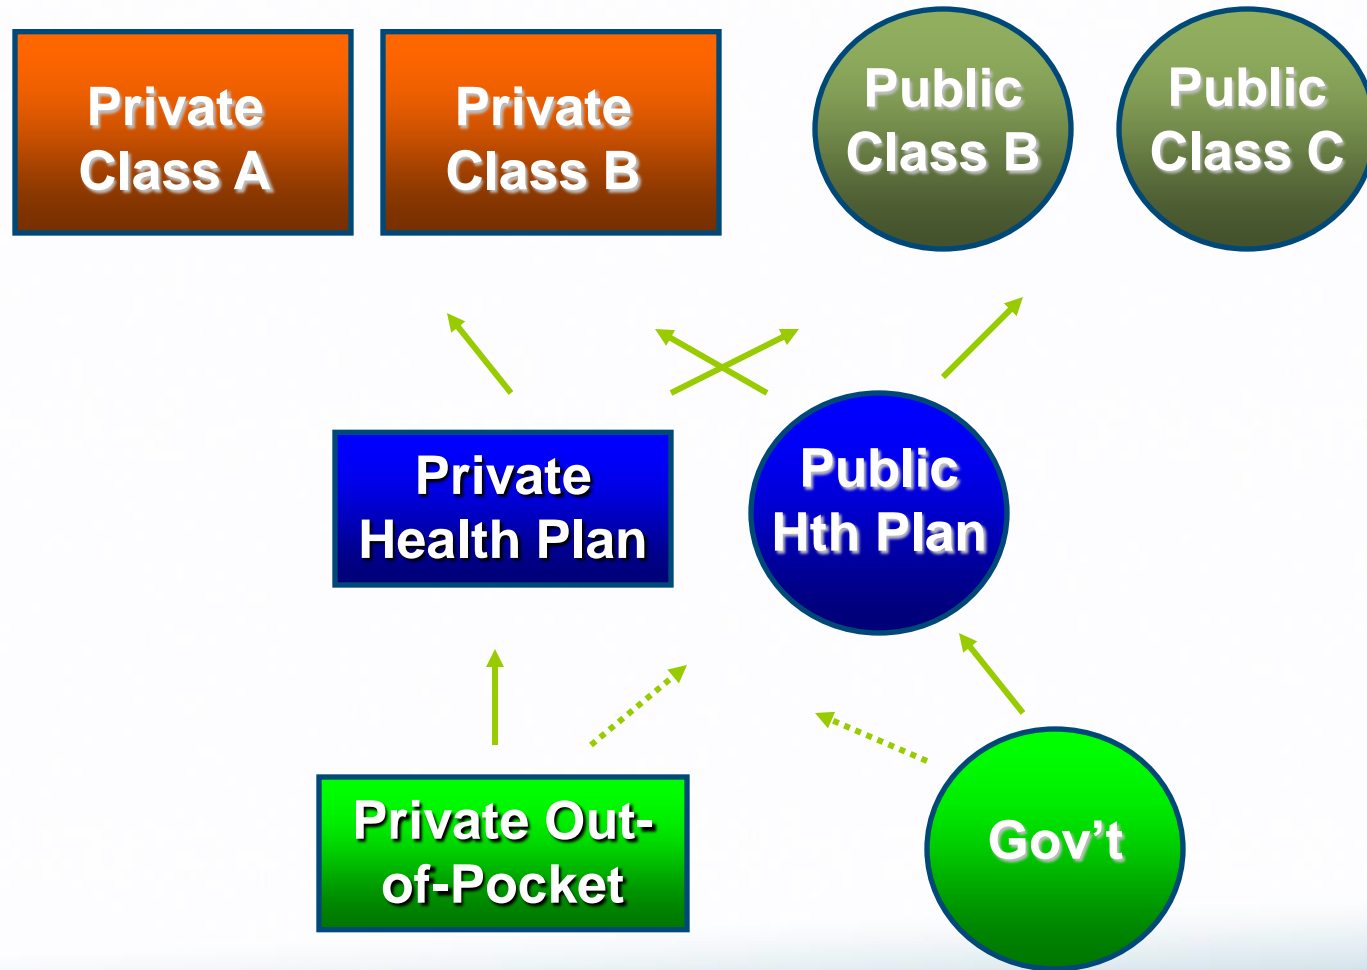 Private
Class A
Private
Class B
Public
Class B
Public
Class C
Private
Health Plan
Public
Hth Plan
Private Out-
of-Pocket
Gov’t